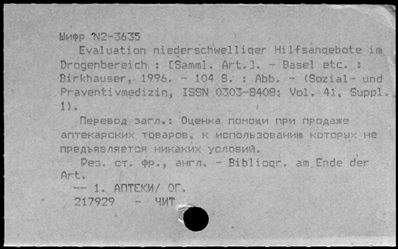 Шифр N2-3635
Evaluation niederschwelliger Hilfsangebote im
Drogenbereich : [Samml. Art.]. - Basel etc. :
Birkhauser, 1996. - 104 S. : Abb. - (Sozial- und
Praventivmedizin, ISSN 0303-8408; Vol. 41, Suppl.
1).
Перевод загл.: Оценка помощи при продаже
аптекарских товаров, к использованию которых не
предъявляется никаких условий.
Рез. ст. фр., англ. - Bibliogr. am Ende der
Art.
-- 1. АПТЕКИ/ ОГ.
217929 - ЧИТ